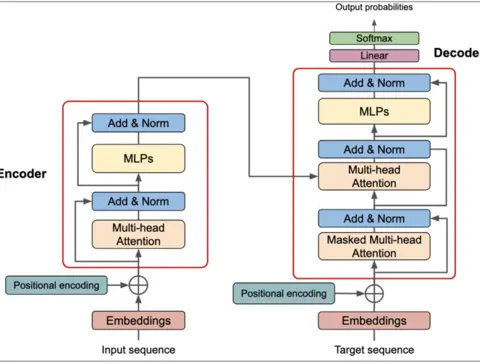 Output probabilities
Softmax
Linear
Decode
Add & Norm
MLPs
Add & Norm
Multi-head
Attention
Add & Norm
Masked Multi-head
Attention
Positional encoding
Embeddings
Target sequence
Encoder
Add & Norm
MLPs
Add & Norm
Multi-head
Attention
Positional encoding
Embeddings
Input sequence